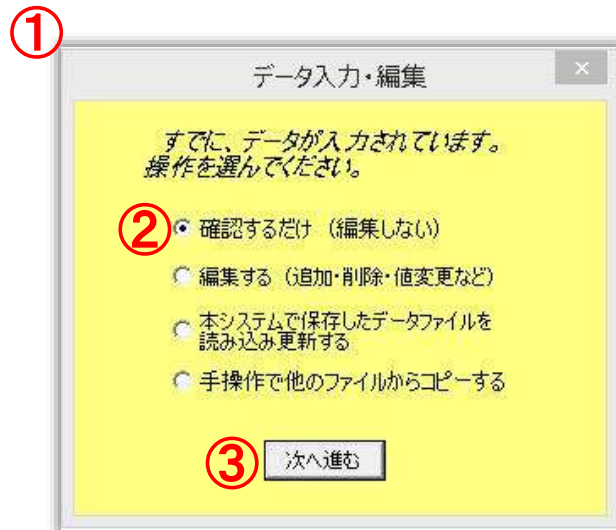 ①
データ入力・編集
すでに、データが入力されています。
操作を選んでください。
② 確認するだけ （編集しない）
編集する （追加・削除・値変更など）
本システムで保存したデータファイルを
読み込み更新する
手操作で他のファイルからコピーする
③ 次へ進む